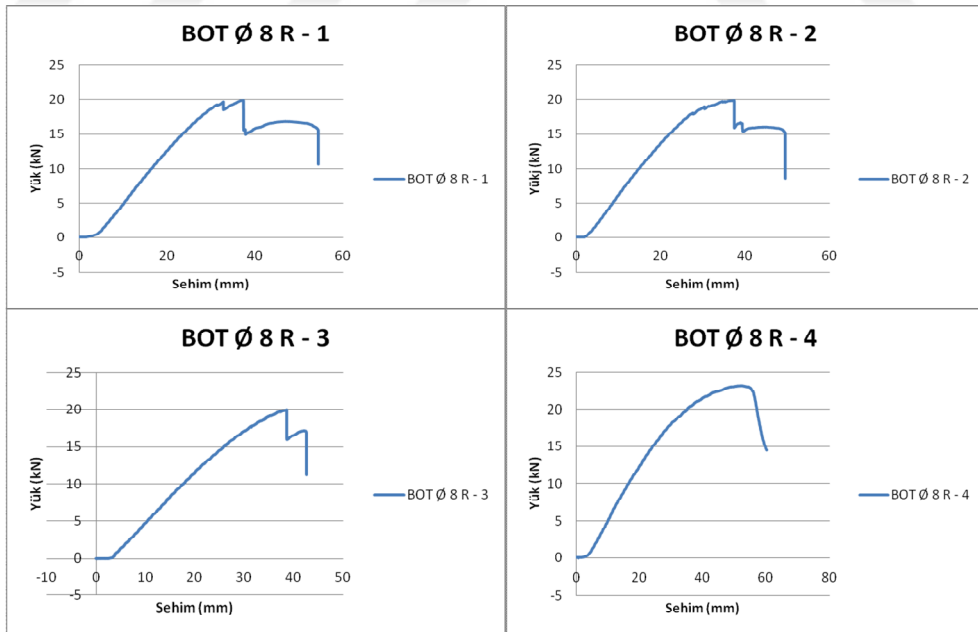 BOT Ø 8 R - 1
25
20
15
10
5
0
-5
0 20 40 60
Yük (kN)
Sehim (mm)
BOT Ø 8 R - 1
BOT Ø 8 R - 2
25
20
15
10
5
0
-5
0 20 40 60
Yükj (kN)
Sehim (mm)
BOT Ø 8 R - 2
BOT Ø 8 R - 3
25
20
15
10
5
0
-5
-10 0 10 20 30 40 50
Yük (kN)
Sehim (mm)
BOT Ø 8 R - 3
BOT Ø 8 R - 4
25
20
15
10
5
0
-5
0 20 40 60 80
Yük (kN)
Sehim (mm)
BOT Ø 8 R - 4